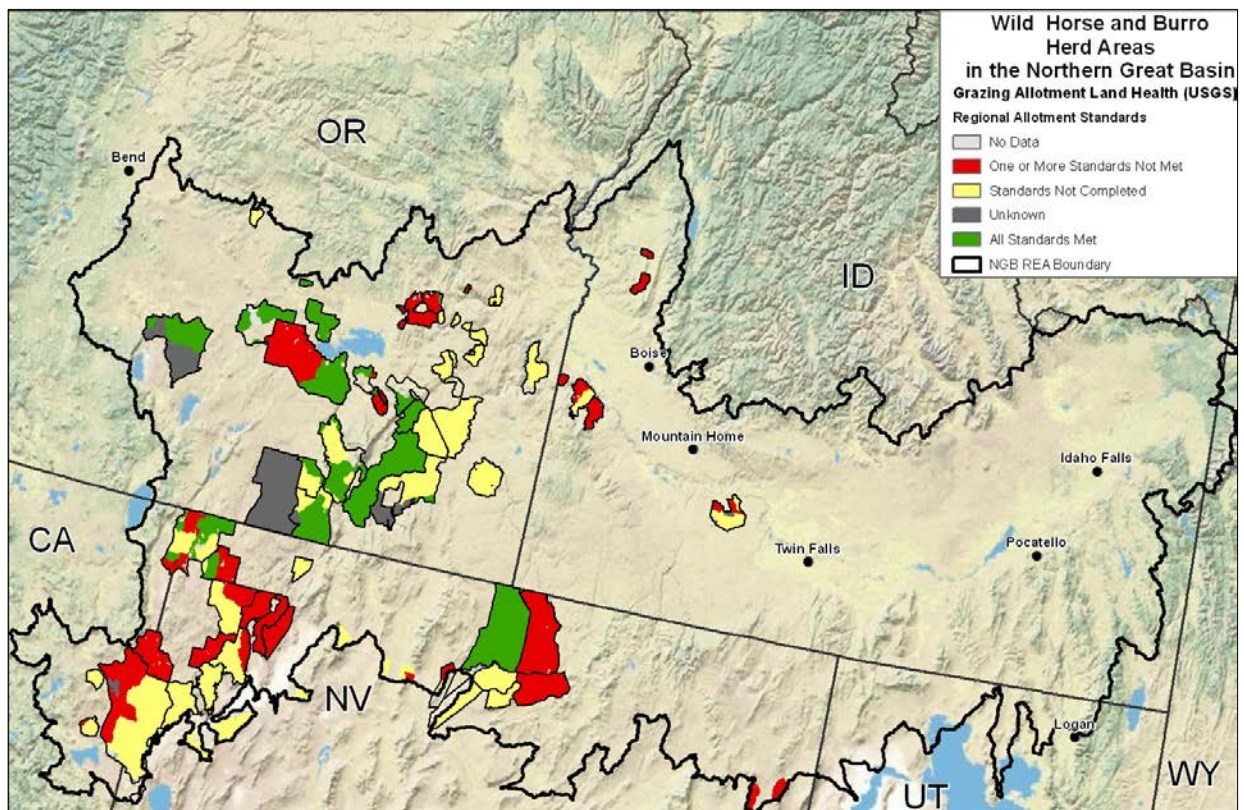 Wild Horse and Burro
Herd Areas
in the Northern Great Basin
Grazing Allotment Land Health (USGS)
Regional Allotment Standards
No Data
One or More Standards Not Met
Standards Not Completed
Unknown
All Standards Met
NGB REA Boundary
OR
Bend
ID
Boise
Mountain Home
Idaho Falls
CA
Twin Falls
Pocatello
NV
Logan
UT
WY